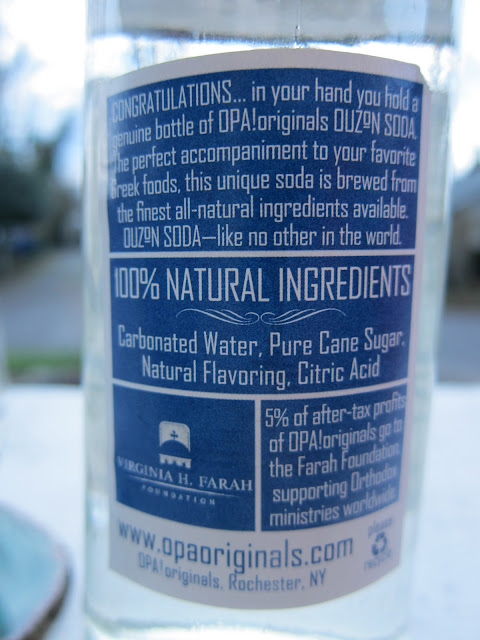 CONGRATULATIONS... in your hand you hold a
genuine bottle of OPA!originals OUZºN SODA.
The perfect accompaniment to your favorite
Greek foods, this unique soda is brewed from
the finest all-natural ingredients available.
OUZºN SODA—like no other in the world.
100% NATURAL INGREDIENTS
Carbonated Water, Pure Cane Sugar,
Natural Flavoring, Citric Acid
VIRGINIA H. FARAH
FOUNDATION
5% of after-tax profits
of OPA!originals go to
the Farah Foundation,
supporting Orthodox
ministries worldwide.
www.opaoriginals.com
OPA!originals, Rochester, NY
please
recycle